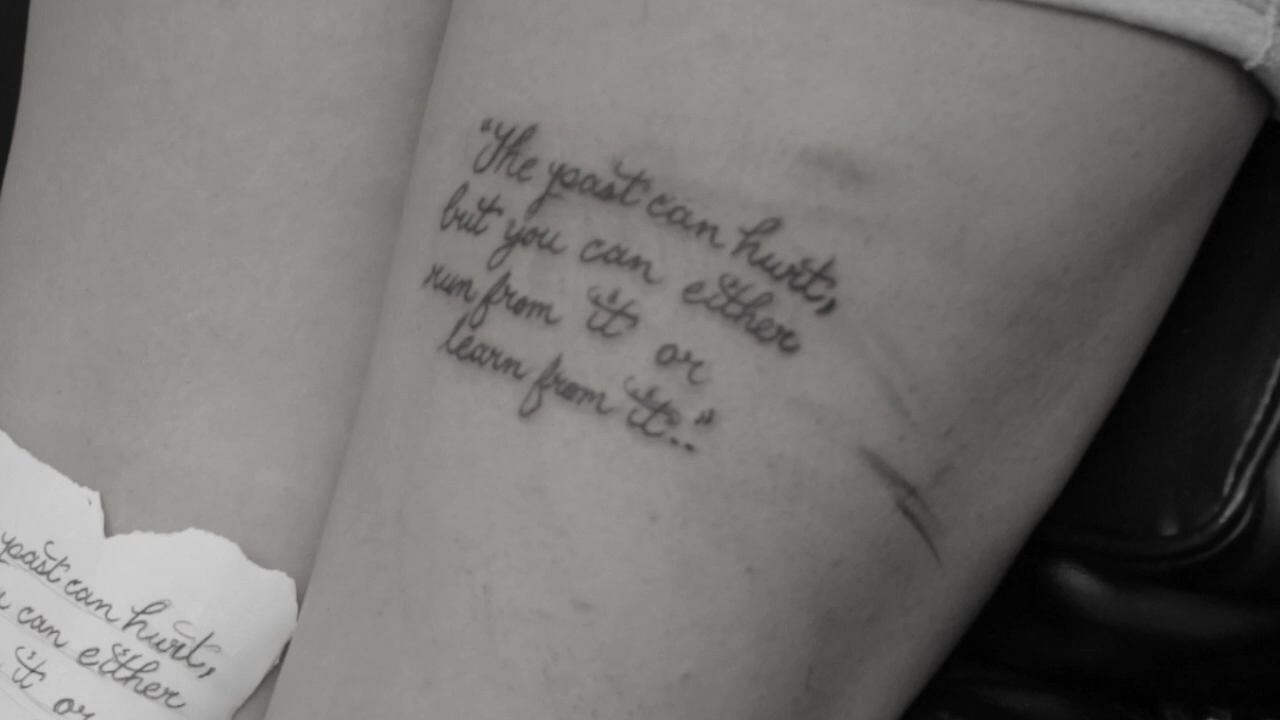 "The past can hurt,
but you can either
run from it or
learn from it.."
past can hurt,
can either
it or